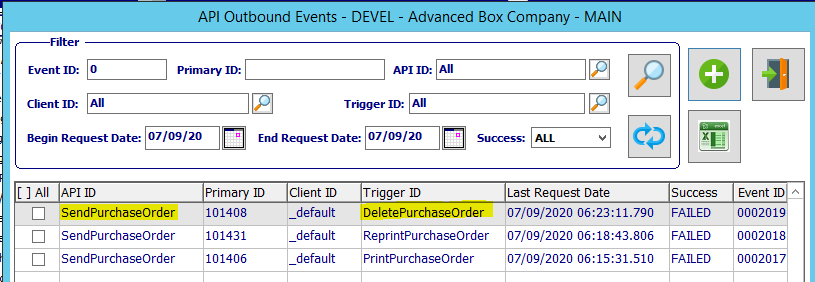 API Outbound Events - DEVEL - Advanced Box Company - MAIN
Filter
Event ID: 0 Primary ID: API ID: All
Client ID: All Trigger ID: All
Begin Request Date: 07/09/20 End Request Date: 07/09/20 Success: ALL
[ ] All API ID Primary ID Client ID Trigger ID Last Request Date Success Event ID
SendPurchaseOrder 101408 _default DeletePurchaseOrder 07/09/2020 06:23:11.790 FAILED 0002019
SendPurchaseOrder 101431 _default ReprintPurchaseOrder 07/09/2020 06:18:43.806 FAILED 0002018
SendPurchaseOrder 101406 _default PrintPurchaseOrder 07/09/2020 06:15:31.510 FAILED 0002017